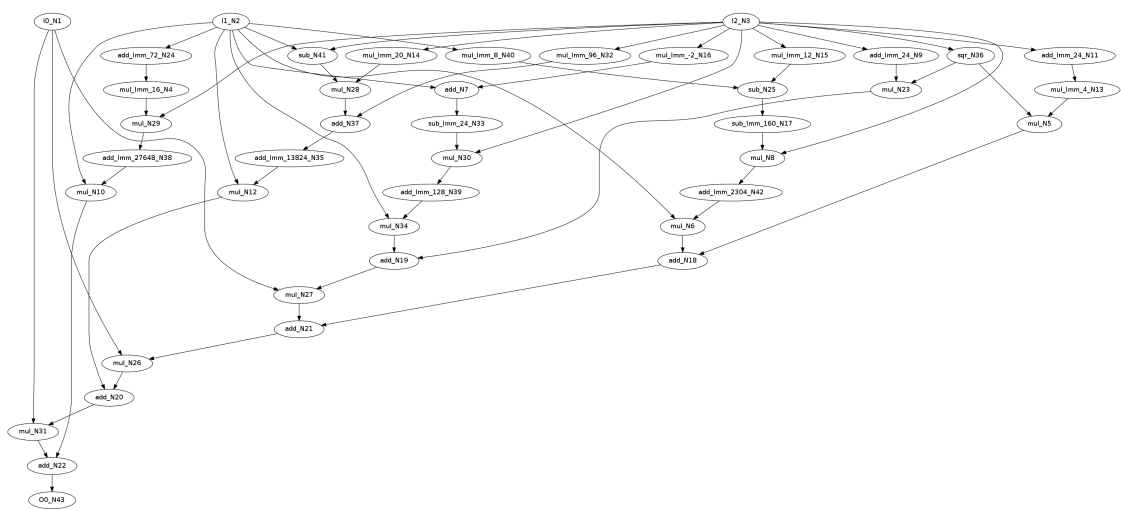 I0_N1 I1_N2 I2_N3
add_Imm_72_N24 sub_N41 mul_Imm_20_N14 mul_Imm_8_N40 mul_Imm_96_N32 mul_Imm_-2_N16 mul_Imm_12_N15 add_Imm_24_N9 sqr_N36 add_Imm_24_N11
mul_Imm_16_N4 mul_N28 add_N7 sub_N25 mul_N23 mul_Imm_4_N13
mul_N29 add_N37 sub_Imm_24_N33 sub_Imm_160_N17 mul_N5
add_Imm_27648_N38 add_Imm_13824_N35 mul_N30 mul_N8
mul_N10 mul_N12 add_Imm_128_N39 add_Imm_2304_N42
mul_N34 mul_N6
add_N19 add_N18
mul_N27
add_N21
mul_N26
add_N20
mul_N31
add_N22
O0_N43